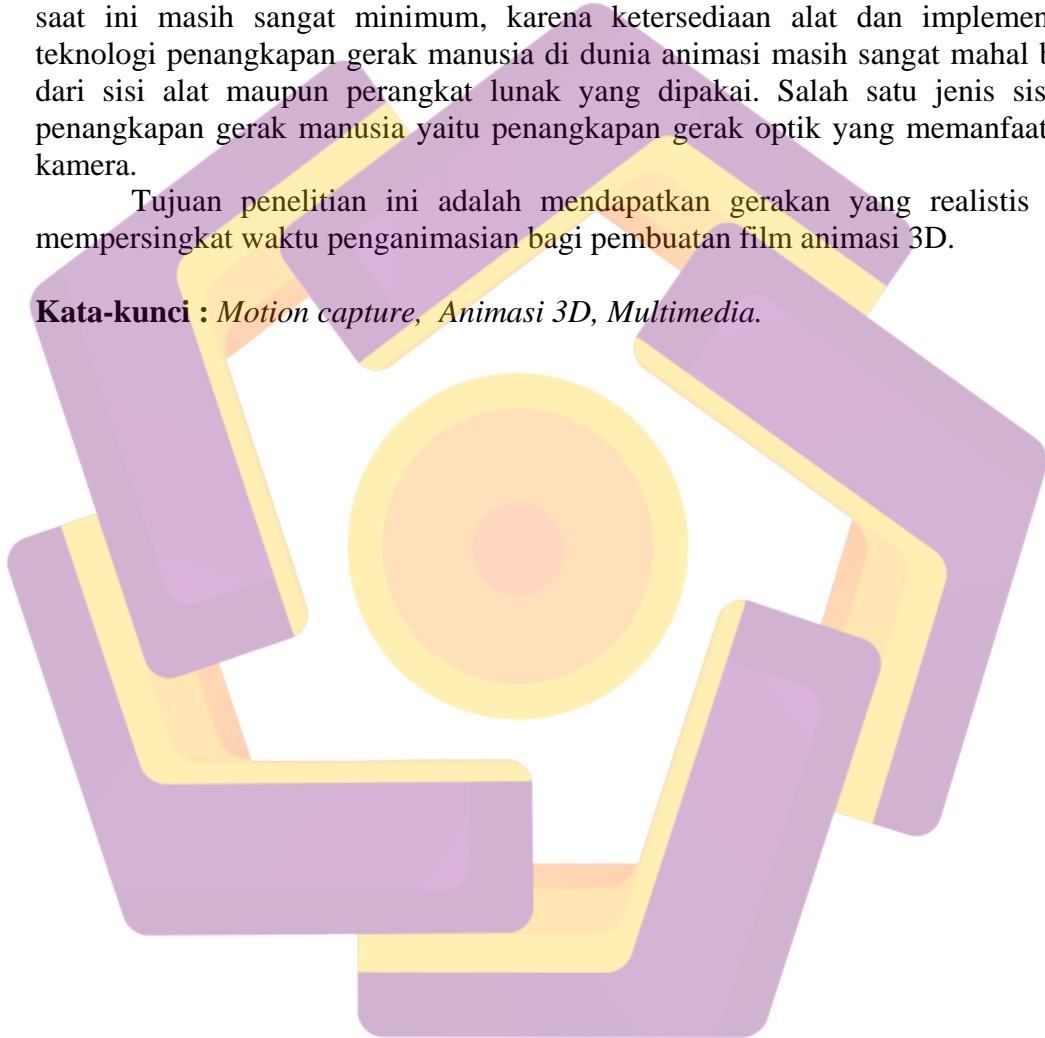 saat ini masih sangat minimum, karena ketersediaan alat dan implemen
teknologi penangkapan gerak manusia di dunia animasi masih sangat mahal b
dari sisi alat maupun perangkat lunak yang dipakai. Salah satu jenis sis
penangkapan gerak manusia yaitu penangkapan gerak optik yang memanfaat
kamera.
Tujuan penelitian ini adalah mendapatkan gerakan yang realistis
mempersingkat waktu penganimasian bagi pembuatan film animasi 3D.
Kata-kunci : Motion capture, Animasi 3D, Multimedia.